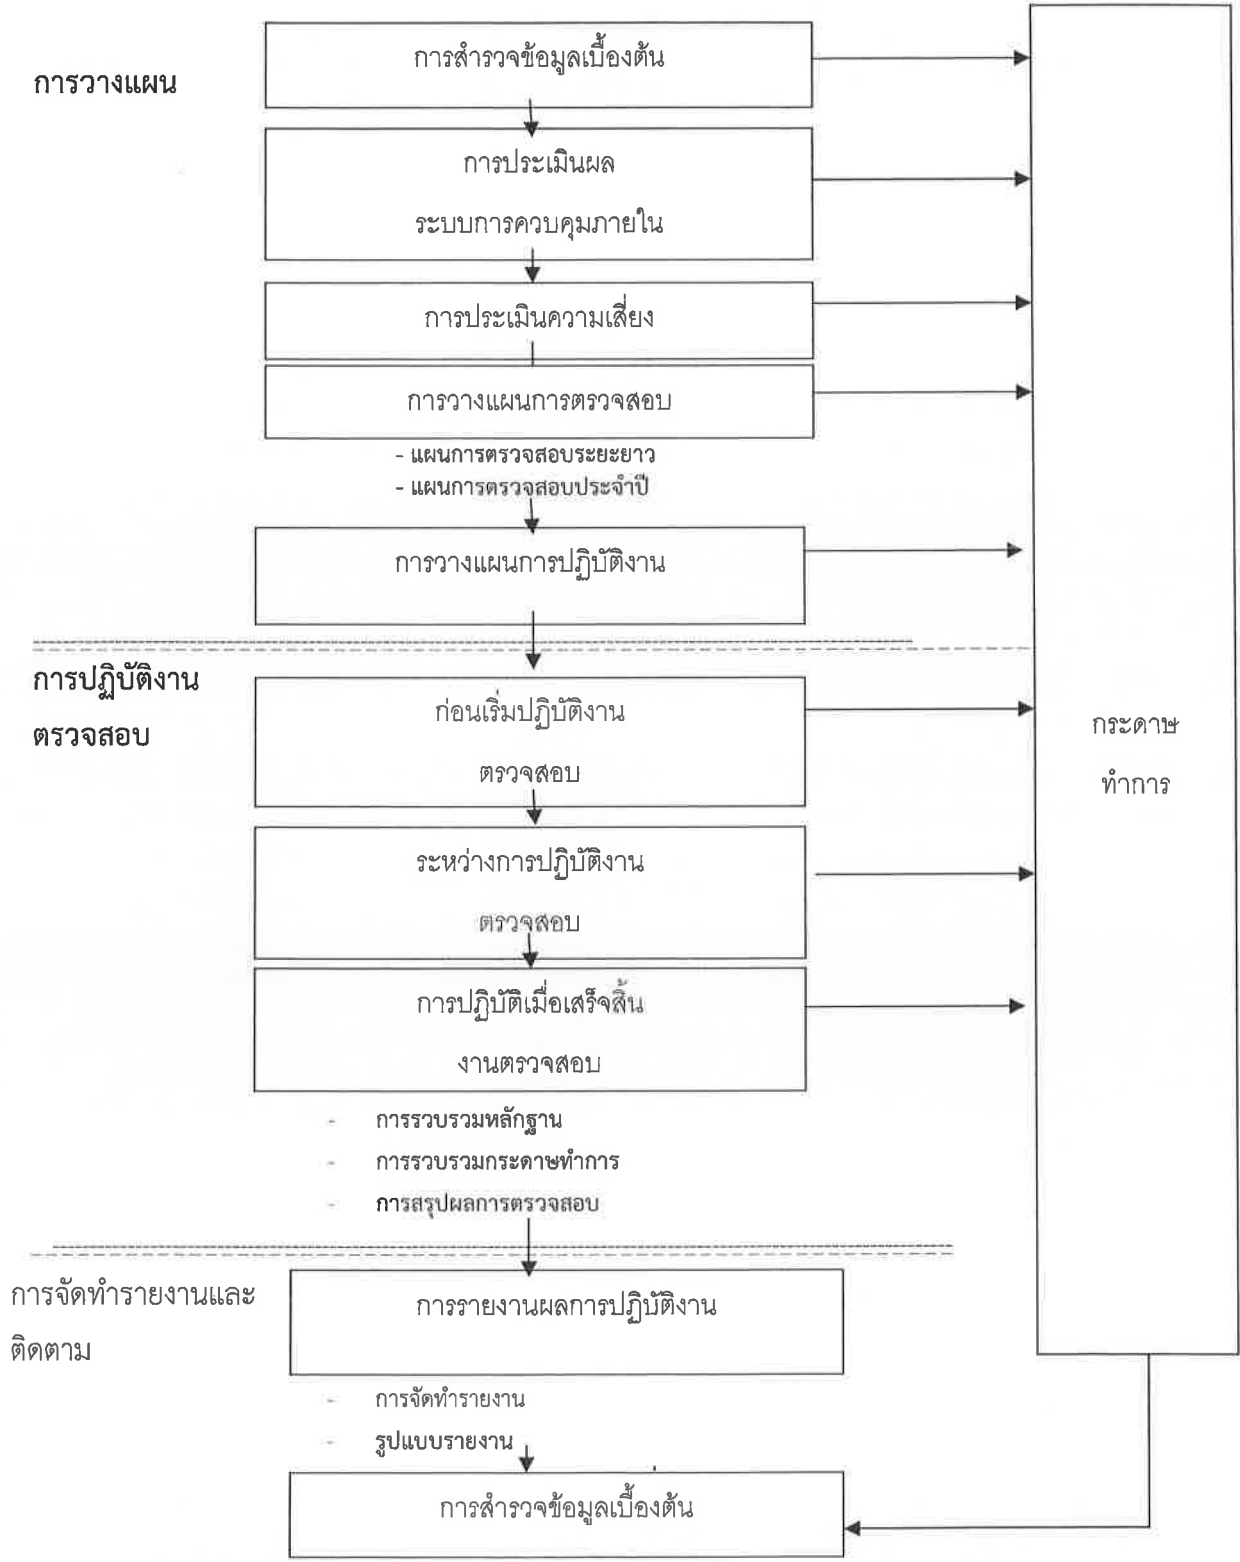 การวางแผน
การสำรวจข้อมูลเบื้องต้น
การประเมินผล
ระบบการควบคุมภายใน
การประเมินความเสี่ยง
การวางแผนการตรวจสอบ
- แผนการตรวจสอบระยะยาว
- แผนการตรวจสอบประจำปี
การวางแผนการปฏิบัติงาน
การปฏิบัติงาน
ตรวจสอบ
ก่อนเริ่มปฏิบัติงาน
ตรวจสอบ
ระหว่างการปฏิบัติงาน
ตรวจสอบ
การปฏิบัติเมื่อเสร็จสิ้น
งานตรวจสอบ
- การรวบรวมหลักฐาน
- การรวบรวมกระดาษทำการ
- การสรุปผลการตรวจสอบ
กระดาษ
ทำการ
การจัดทำรายงานและ
ติดตาม
การรายงานผลการปฏิบัติงาน
- การจัดทำรายงาน
- รูปแบบรายงาน
การสำรวจข้อมูลเบื้องต้น